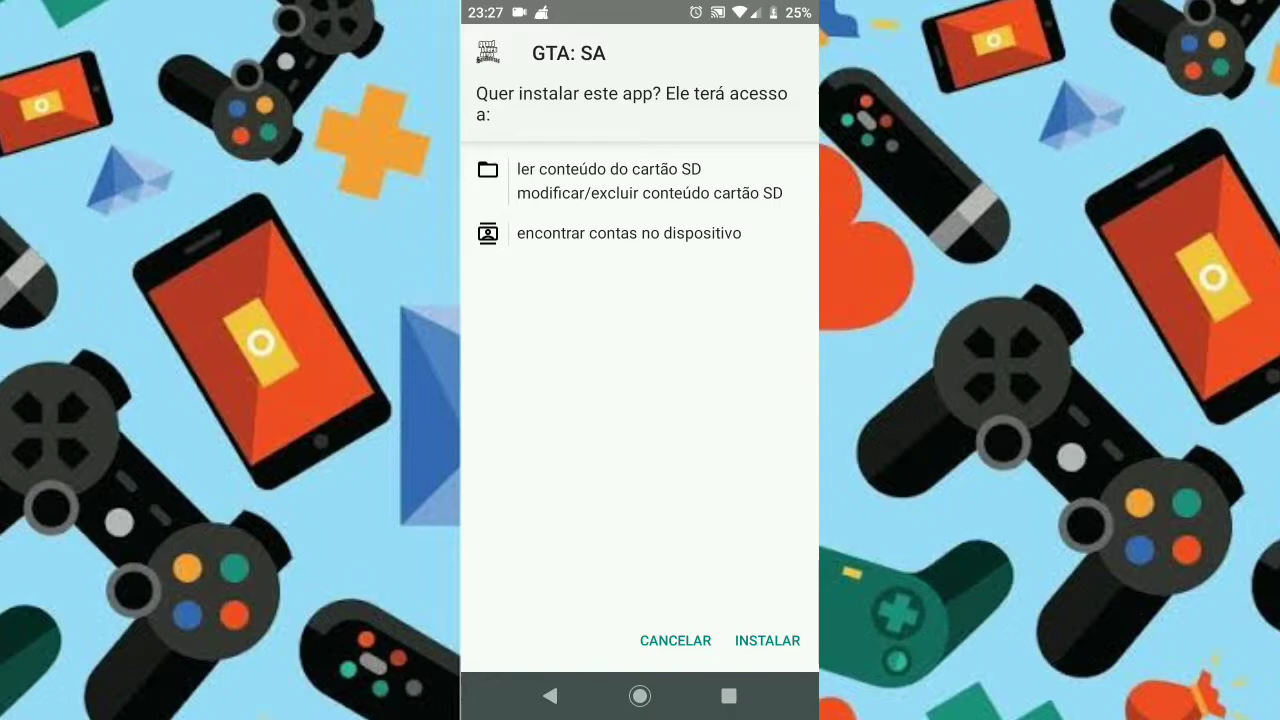 23:27
25%
GTA: SA
Quer instalar este app? Ele terá acesso
a:
ler conteúdo do cartão SD
modificar/excluir conteúdo cartão SD
encontrar contas no dispositivo
CANCELAR INSTALAR